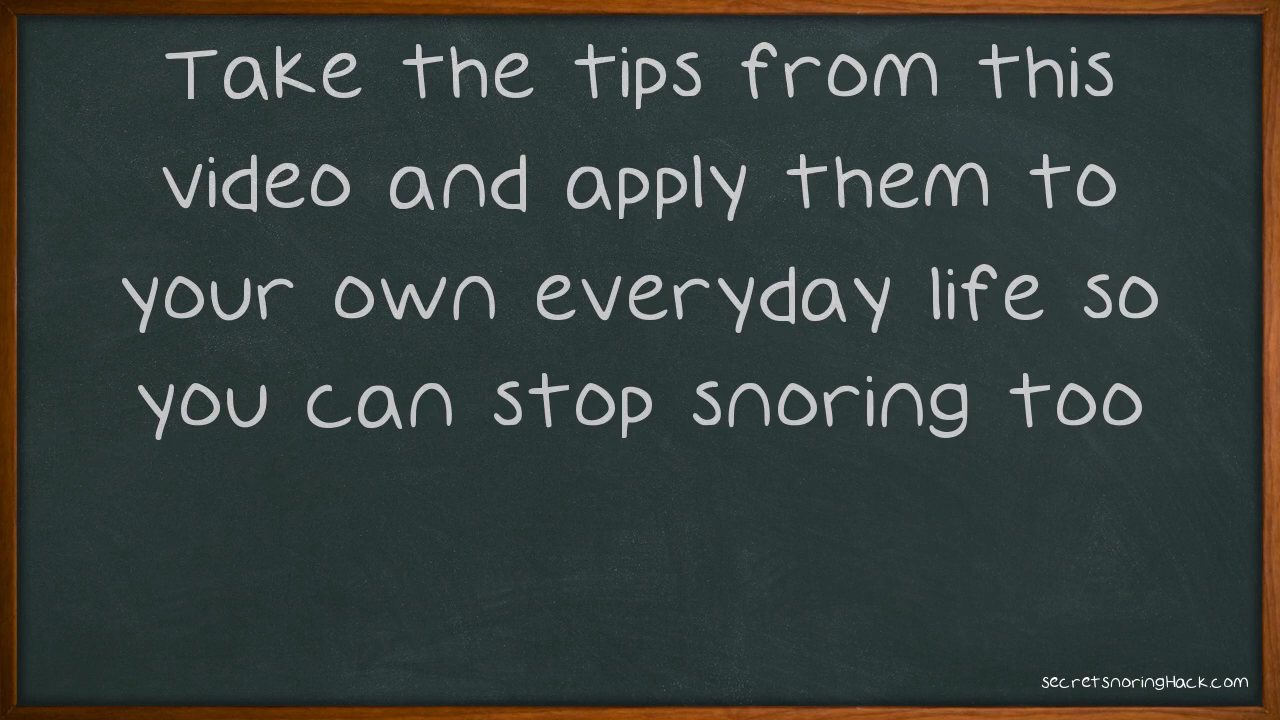 Take the tips from this
video and apply them to
your own everyday life so
you can stop snoring too
secretsnoringHack.com